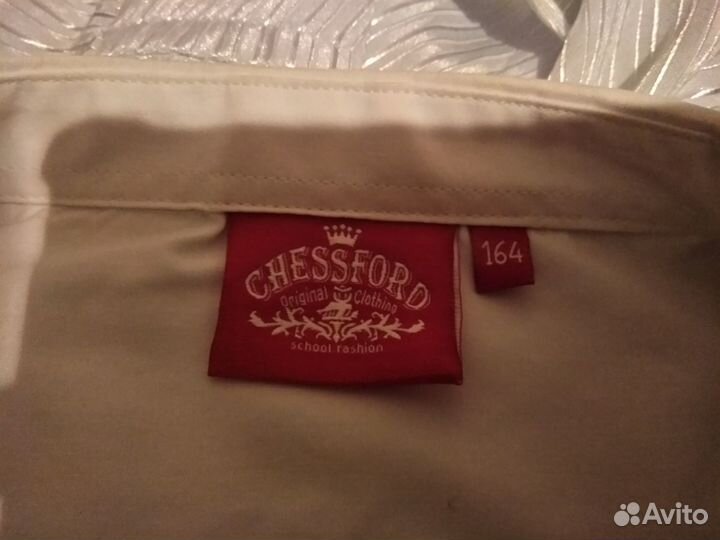 CHESSFORD
Original Clothing
school fashion
164
Avito